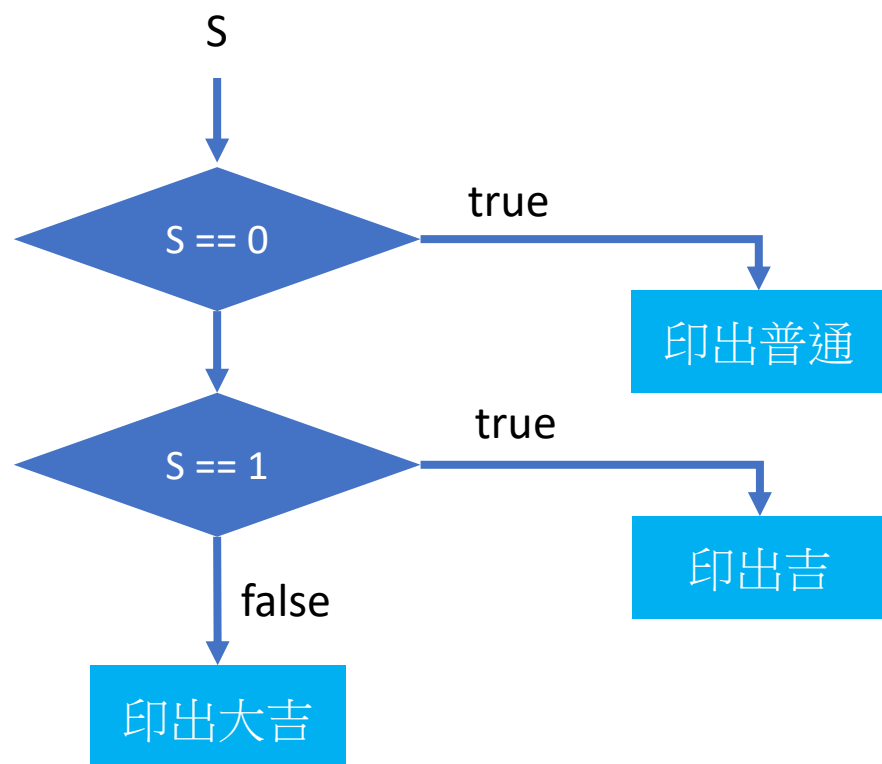 S
S == 0
true
印出普通
S == 1
true
印出吉
false
印出大吉